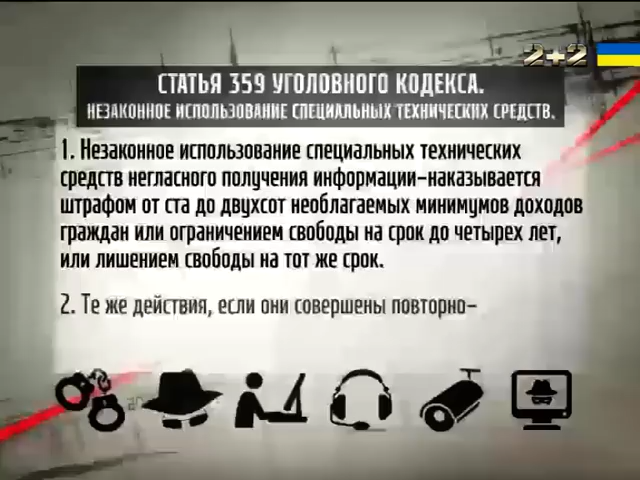 2+2
СТАТЬЯ 359 УГОЛОВНОГО КОДЕКСА.
НЕЗАКОННОЕ ИСПОЛЬЗОВАНИЕ СПЕЦИАЛЬНЫХ ТЕХНИЧЕСКИХ СРЕДСТВ.
1. Незаконное использование специальных технических
средств негласного получения информации–наказывается
штрафом от ста до двухсот необлагаемых минимумов доходов
граждан или ограничением свободы на срок до четырех лет,
или лишением свободы на тот же срок.
2. Те же действия, если они совершены повторно–